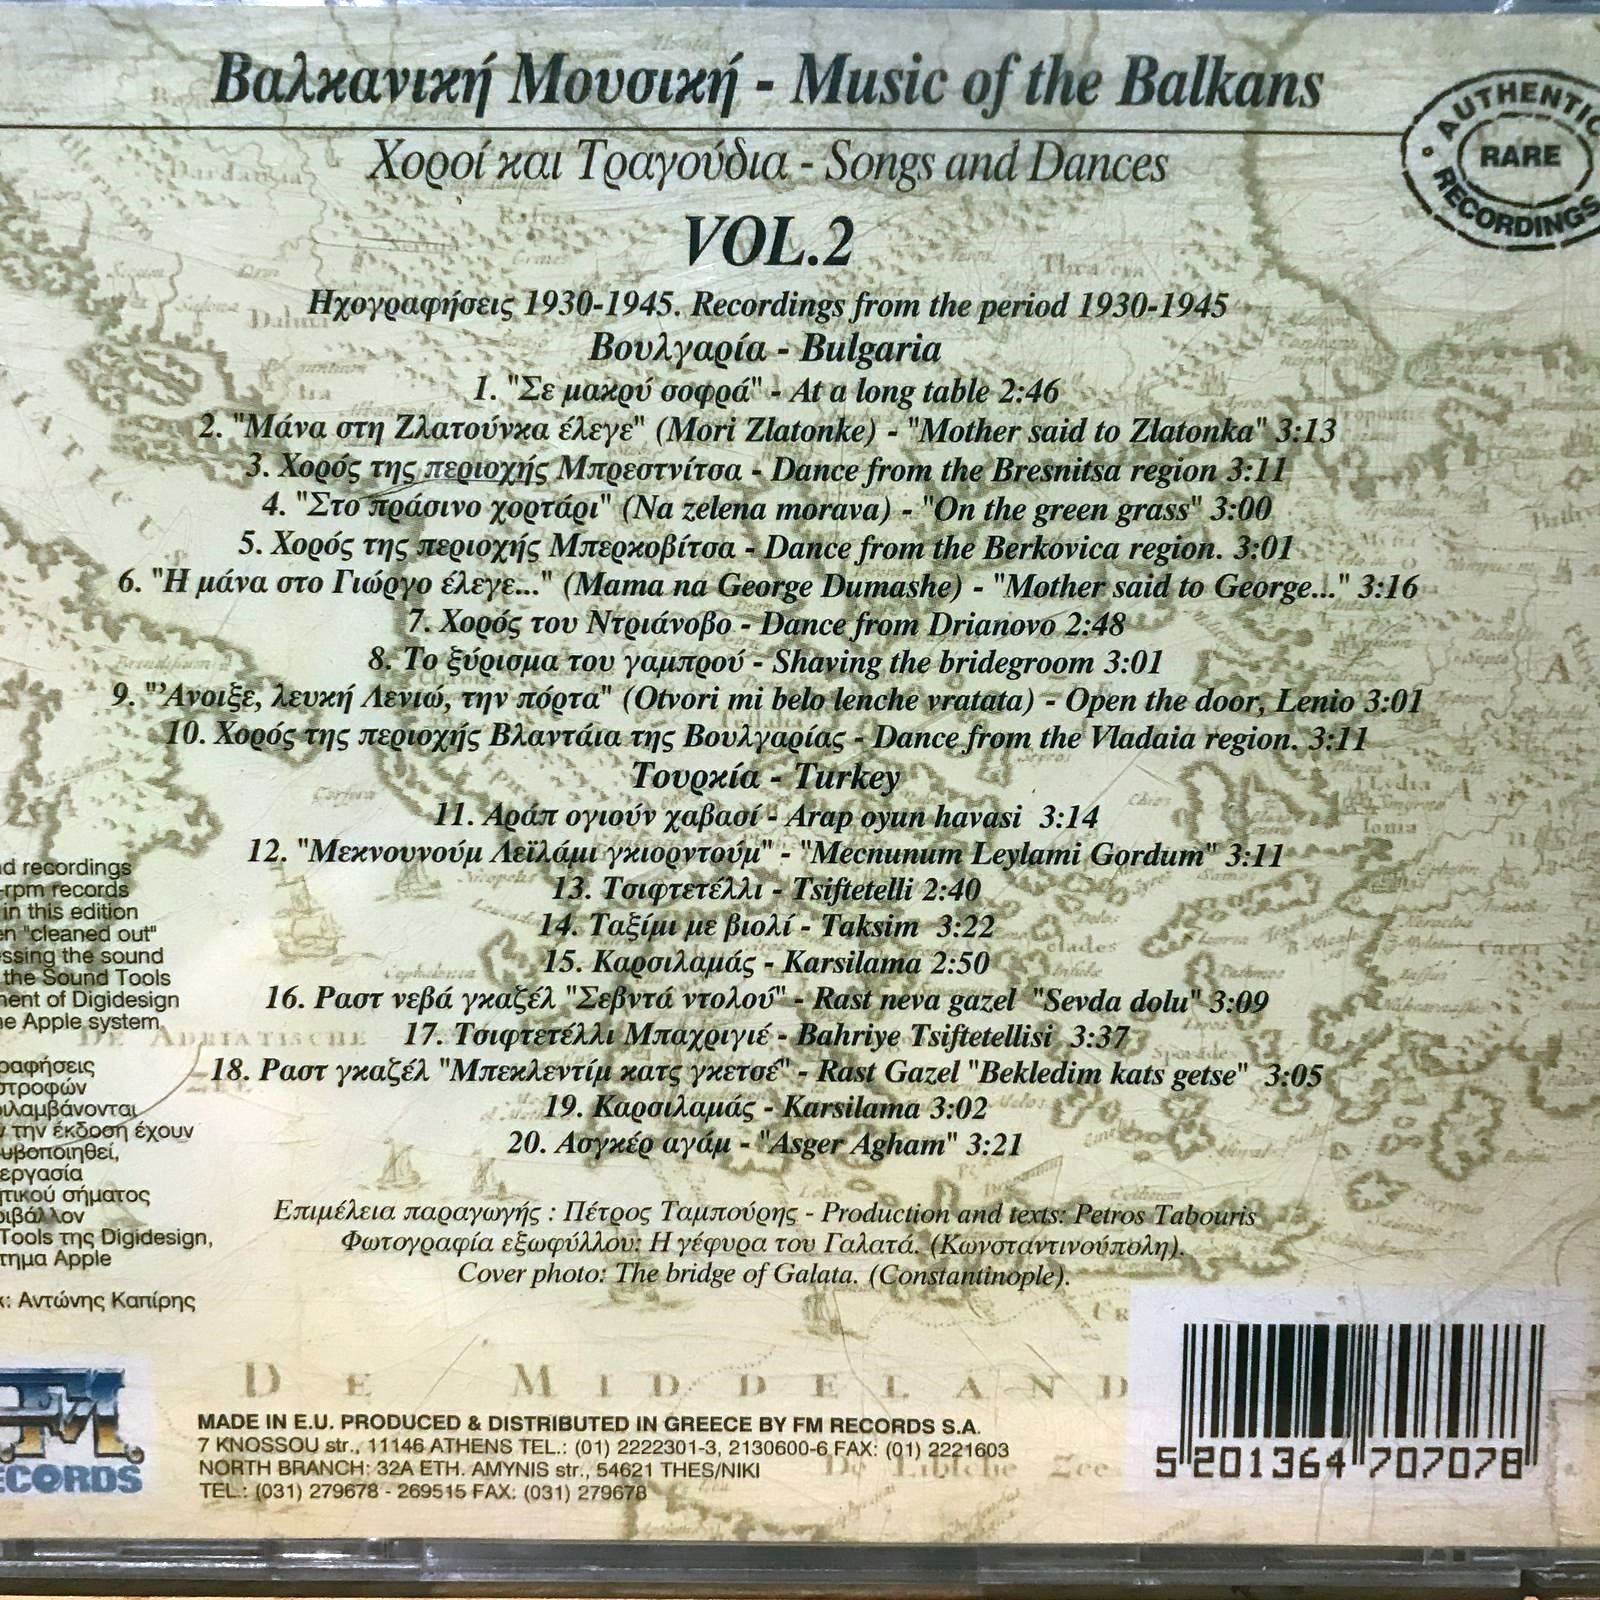 Βαλκανική Μουσική - Music of the Balkans
Χοροί και Τραγούδια - Songs and Dances
AUTHENTIC
RARE
RECORDINGS
VOL.2
Ηχογραφήσεις 1930-1945. Recordings from the period 1930-1945
Βουλγαρία - Bulgaria
1. "Σε μακρύ σοφρά" - At a long table 2:46
2. "Μάνα στη Ζλατούνκα έλεγε" (Mori Zlatonke) - "Mother said to Zlatonka" 3:13
3. Χορός της περιοχής Μπρεστνίτσα - Dance from the Bresnitsa region 3:11
4. "Στο πράσινο χορτάρι" (Na zelena morava) - "On the green grass" 3:00
5. Χορός της περιοχής Μπερκοβίτσα - Dance from the Berkovica region. 3:01
6. "Η μάνα στο Γιώργο έλεγε..." (Mama na George Dumashe) - "Mother said to George..." 3:16
7. Χορός του Ντριάνοβο - Dance from Drianovo 2:48
8. Το ξύρισμα του γαμπρού - Shaving the bridegroom 3:01
9. "Άνοιξε, λευκή Λενιώ, την πόρτα" (Otvori mi belo lenche vratata) - Open the door, Lenio 3:01
10. Χορός της περιοχής Βλαντάια της Βουλγαρίας - Dance from the Vladaia region. 3:11
Τουρκία - Turkey
11. Αράπ ογιούν χαβασί - Arap oyun havasi 3:14
12. "Μεκνουνούμ Λεϊλάμι γκιορντούμ" - "Mecnunum Leylami Gordum" 3:11
13. Τσιφτετέλλι - Tsiftetelli 2:40
14. Ταξίμι με βιολί - Taksim 3:22
15. Καρσιλαμάς - Karsilama 2:50
16. Ραστ νεβά γκαζέλ "Σεβντά ντολού" - Rast neva gazel "Sevda dolu" 3:09
17. Τσιφτετέλλι Μπαχριγιέ - Bahriye Tsiftetellisi 3:37
18. Ραστ γκαζέλ "Μπεκλεντίμ κατς γκετσέ" - Rast Gazel "Bekledim kats getse" 3:05
19. Καρσιλαμάς - Karsilama 3:02
20. Ασγκέρ αγάμ - "Asger Agham" 3:21
Επιμέλεια παραγωγής : Πέτρος Ταμπούρης - Production and texts: Petros Tabouris
Φωτογραφία εξωφύλλου: Η γέφυρα του Γαλατά. (Κωνσταντινούπολη).
Cover photo: The bridge of Galata. (Constantinople).
recordings
-rpm records
in this edition
"cleaned out"
the sound
the Sound Tools
of Digidesign
Apple system
την έκδοση έχουν
σήματος
Tools της Digidesign,
Apple
: Αντώνης Καπίρης
DE ADRIATISCHE
DE MIDDELAND
De Libische Zee
FM
RECORDS
MADE IN E.U. PRODUCED & DISTRIBUTED IN GREECE BY FM RECORDS S.A.
7 KNOSSOU str., 11146 ATHENS TEL.: (01) 2222301-3, 2130600-6 FAX: (01) 2221603
NORTH BRANCH: 32A ETH. AMYNIS str., 54621 THES/NIKI
TEL.: (031) 279678 - 269515 FAX: (031) 279678
5 201364 707078